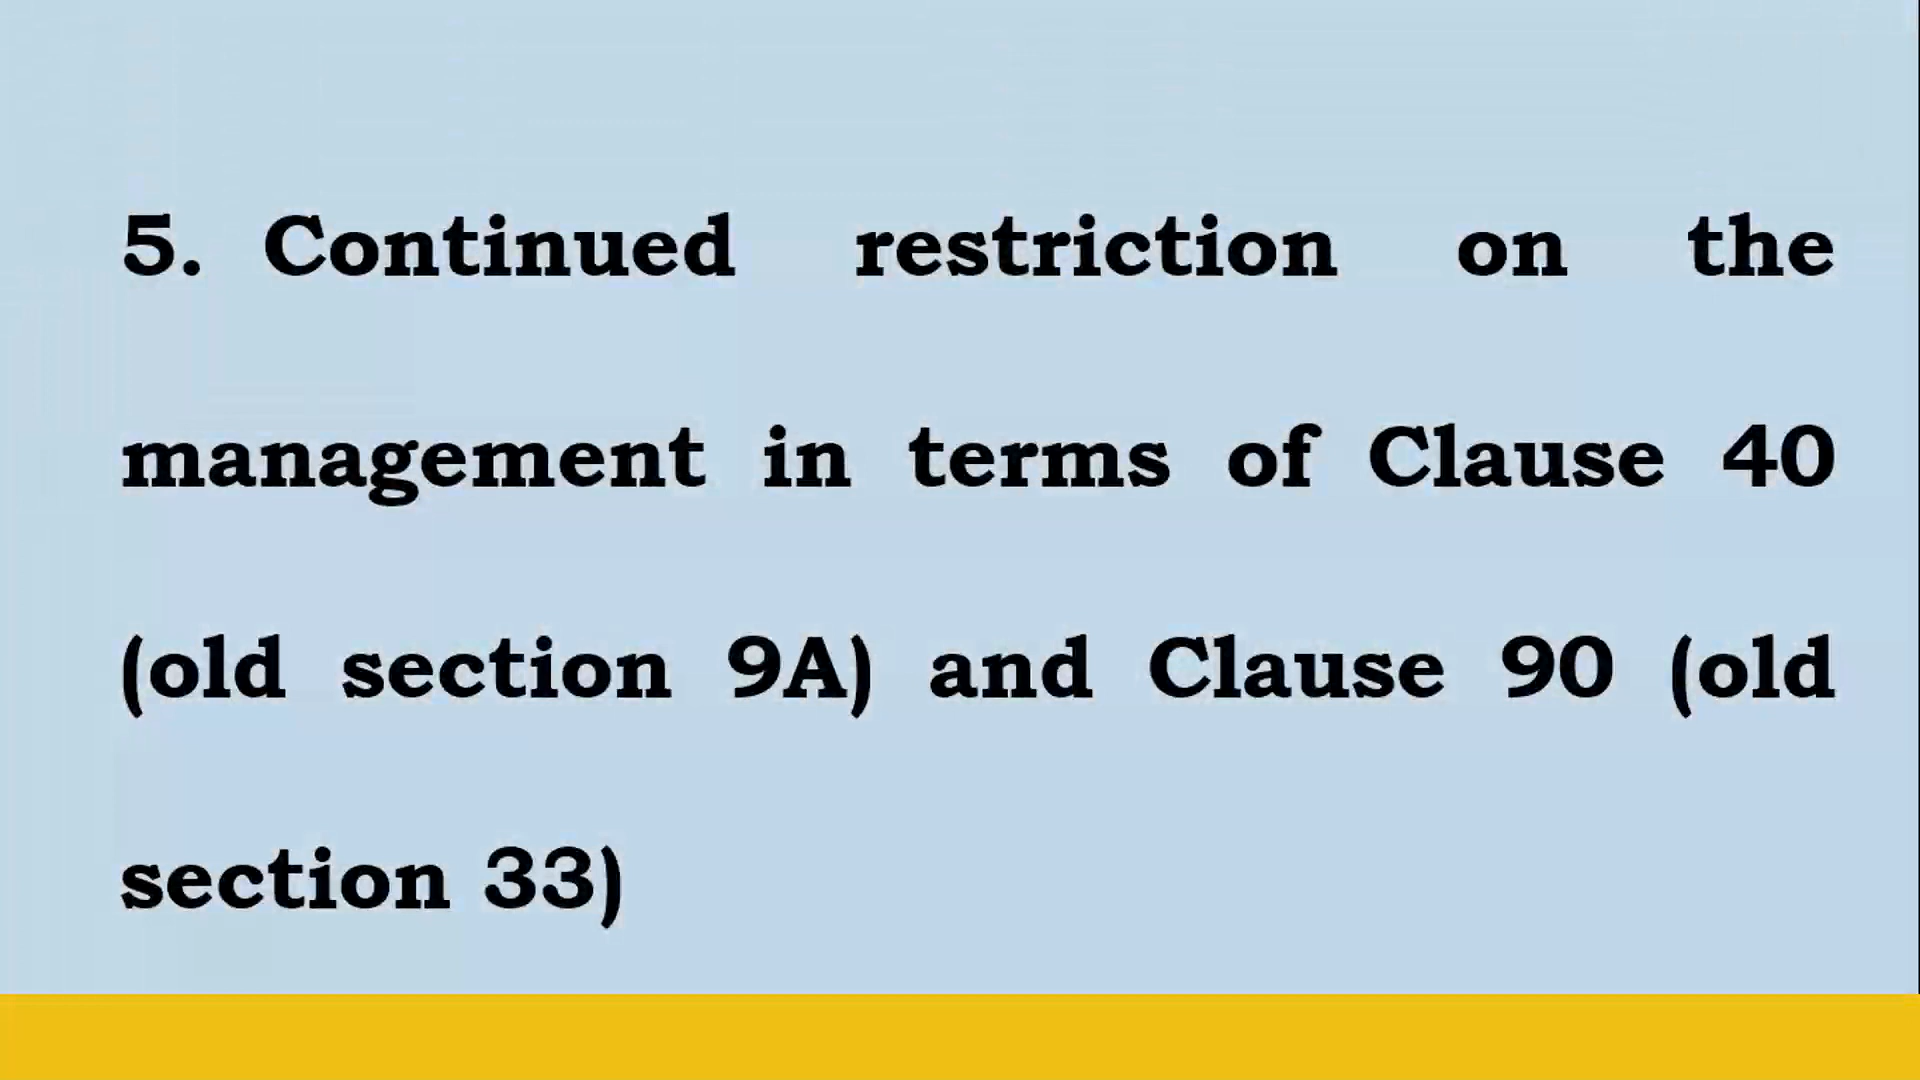 5. Continued restriction on the
management in terms of Clause 40
(old section 9A) and Clause 90 (old
section 33)